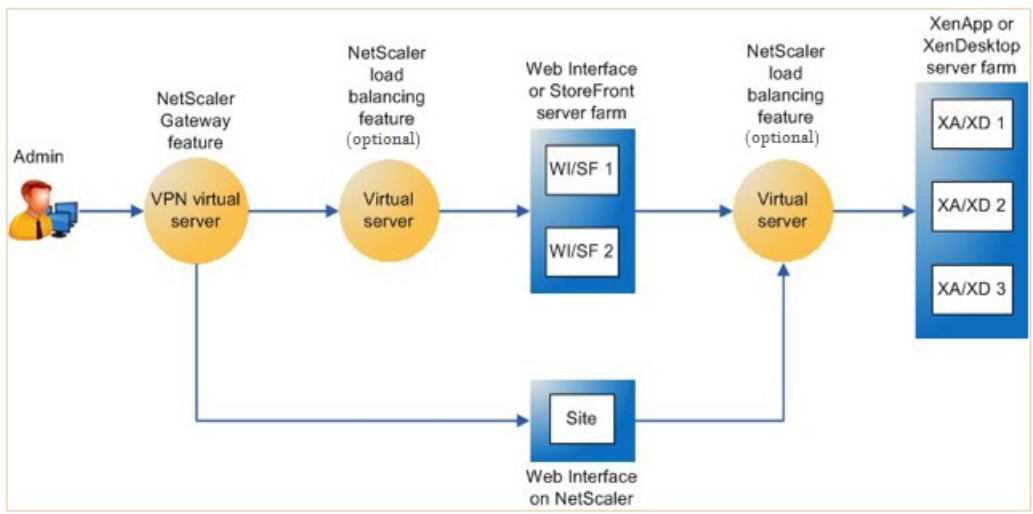 Admin
NetScaler
Gateway
feature
VPN virtual
server
NetScaler
load
balancing
feature
(optional)
Virtual
server
Web Interface
or StoreFront
server farm
WI/SF 1
WI/SF 2
NetScaler
load
balancing
feature
(optional)
Virtual
server
XenApp or
XenDesktop
server farm
XA/XD 1
XA/XD 2
XA/XD 3
Site
Web Interface
on NetScaler